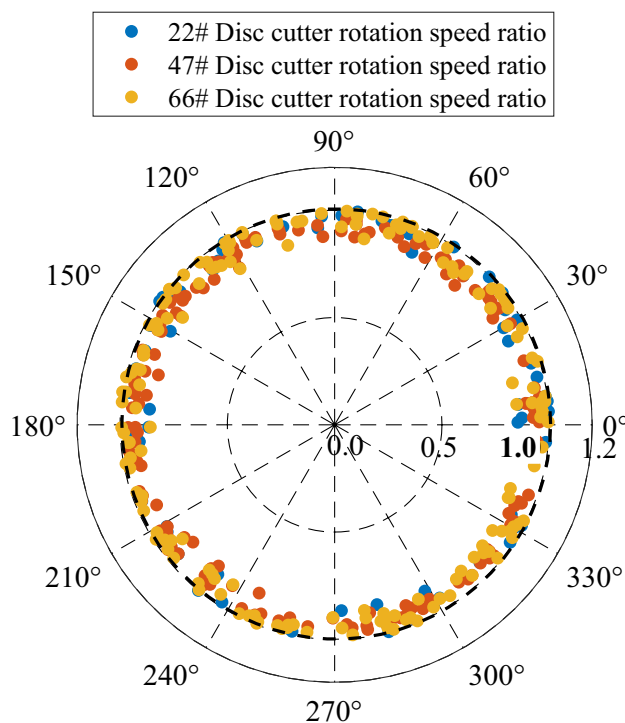 22# Disc cutter rotation speed ratio
47# Disc cutter rotation speed ratio
66# Disc cutter rotation speed ratio
90°
120° 60°
150° 30°
180° 0°
0.0 0.5 1.0 1.2
210° 330°
240° 300°
270°